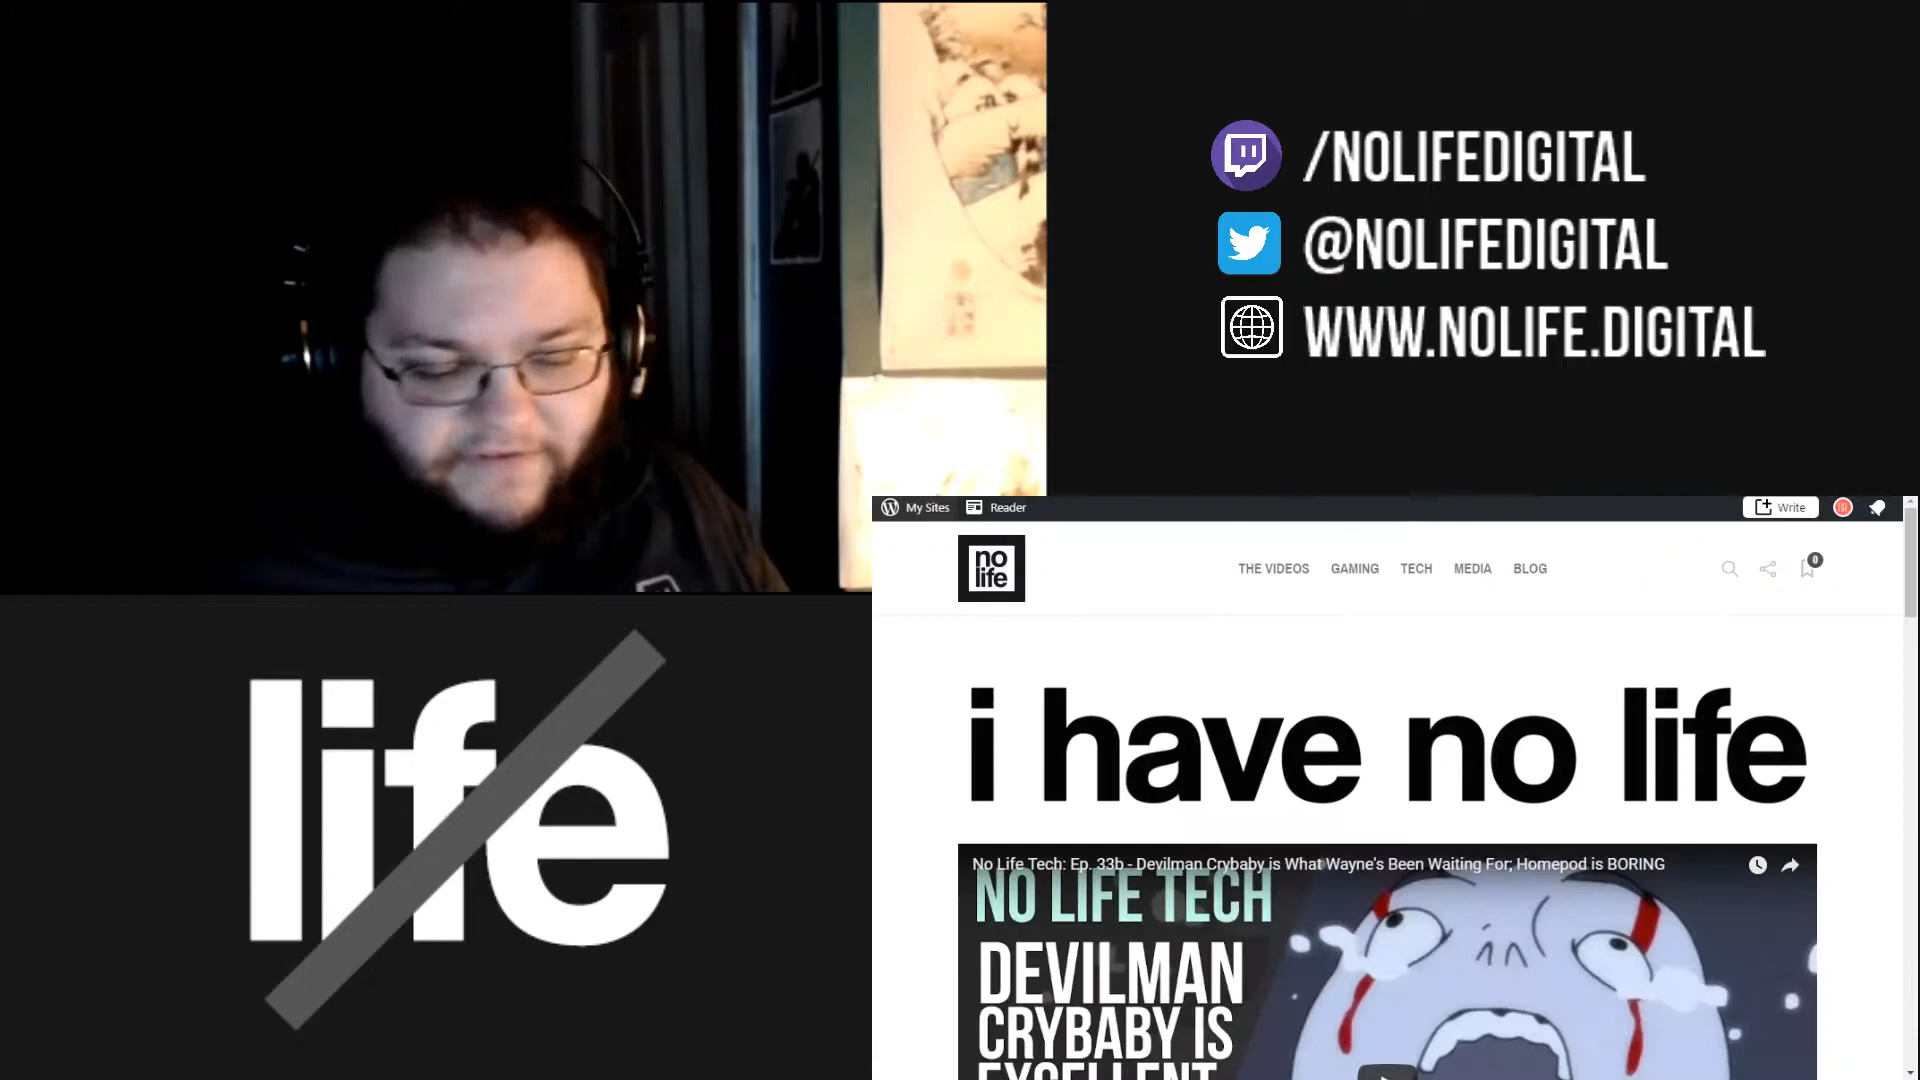 /NOLIFEDIGITAL
@NOLIFEDIGITAL
WWW.NOLIFE.DIGITAL
life
My Sites
Reader
Write
no
life
THE VIDEOS
GAMING
TECH
MEDIA
BLOG
0
i have no life
No Life Tech: Ep. 33b - Devilman Crybaby is What Wayne's Been Waiting For; Homepod is BORING
NO LIFE TECH
DEVILMAN
CRYBABY IS
EXCELLENT